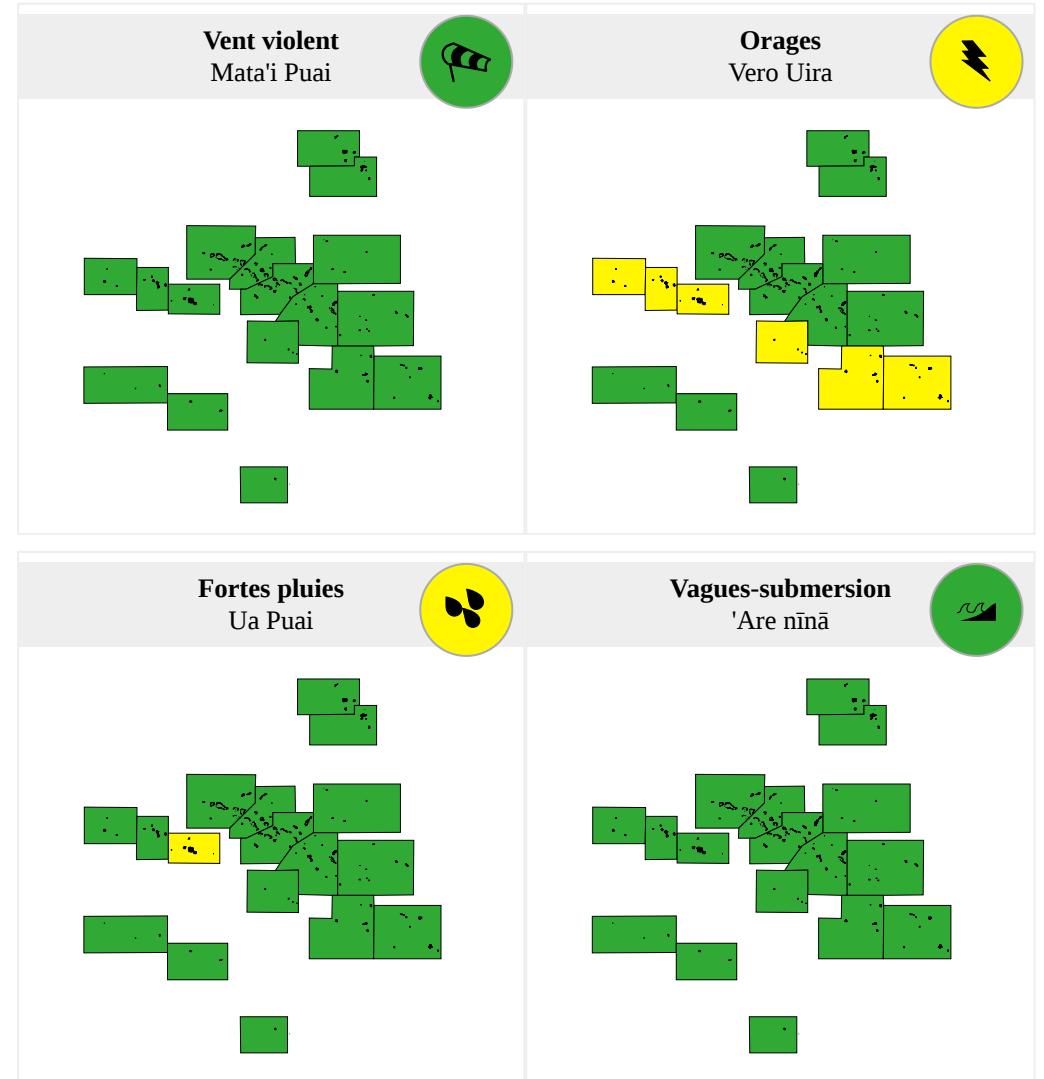 Vent violent
Mata'i Puai
Orages
Vero Uira
Fortes pluies
Ua Puai
Vagues-submersion
'Are nīnā